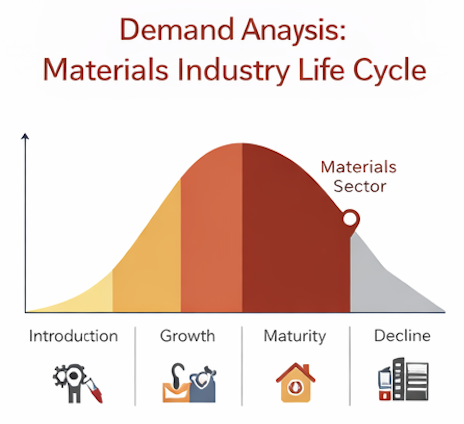 Demand Anaysis:
Materials Industry Life Cycle
Materials
Sector
Introduction
Growth
Maturity
Decline